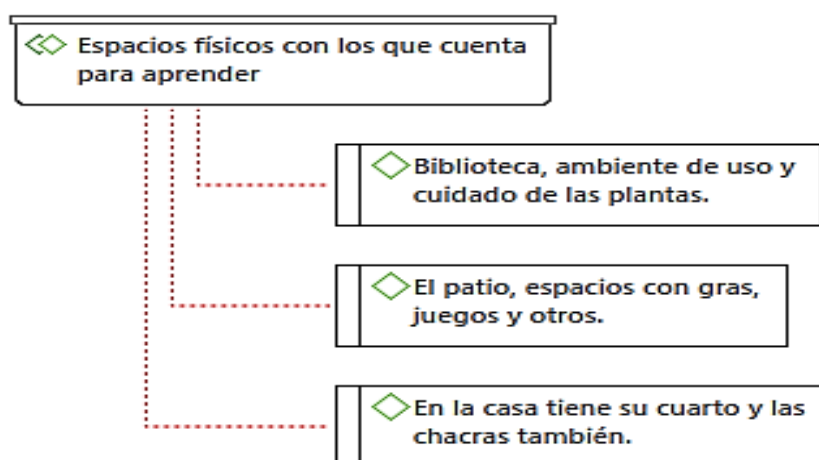 Espacios físicos con los que cuenta
para aprender
Biblioteca, ambiente de uso y
cuidado de las plantas.
El patio, espacios con gras,
juegos y otros.
En la casa tiene su cuarto y las
chacras también.